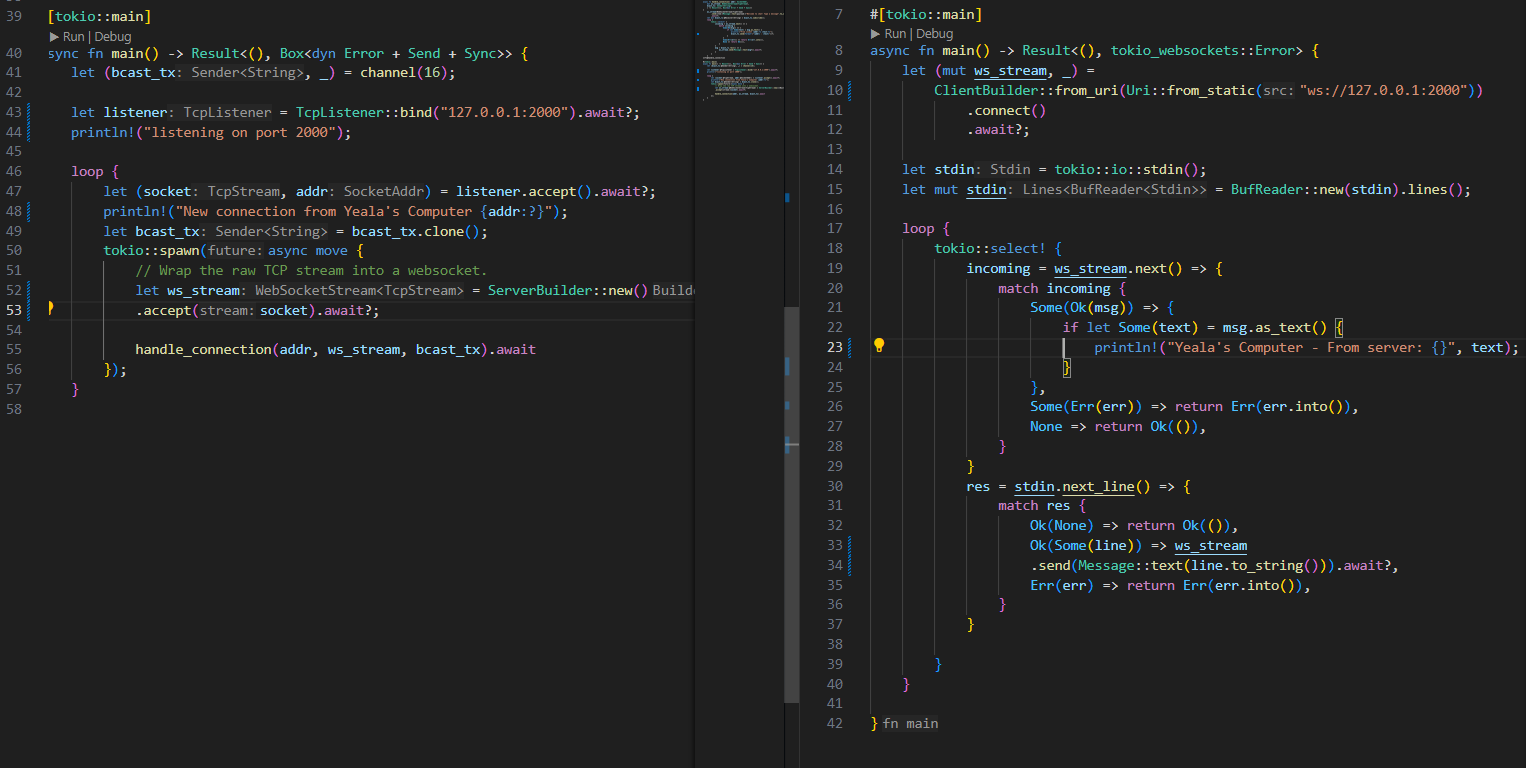 39 [tokio::main]
Run | Debug
40 sync fn main() -> Result<(), Box<dyn Error + Send + Sync>> {
41 let (bcast_tx: Sender<String>, _) = channel(16);
42
43 let listener: TcpListener = TcpListener::bind("127.0.0.1:2000").await?;
44 println!("listening on port 2000");
45
46 loop {
47 let (socket: TcpStream, addr: SocketAddr) = listener.accept().await?;
48 println!("New connection from Yeala's Computer {addr:?}");
49 let bcast_tx: Sender<String> = bcast_tx.clone();
50 tokio::spawn(future: async move {
51 // Wrap the raw TCP stream into a websocket.
52 let ws_stream: WebSocketStream<TcpStream> = ServerBuilder::new()
53 .accept(stream: socket).await?;
54
55 handle_connection(addr, ws_stream, bcast_tx).await
56 });
57 }
58
7 #[tokio::main]
Run | Debug
8 async fn main() -> Result<(), tokio_websockets::Error> {
9 let (mut ws_stream, _) =
10 ClientBuilder::from_uri(Uri::from_static(src: "ws://127.0.0.1:2000"))
11 .connect()
12 .await?;
13
14 let stdin: Stdin = tokio::io::stdin();
15 let mut stdin: Lines<BufReader<Stdin>> = BufReader::new(stdin).lines();
16
17 loop {
18 tokio::select! {
19 incoming = ws_stream.next() => {
20 match incoming {
21 Some(Ok(msg)) => {
22 if let Some(text) = msg.as_text() {
23 println!("Yeala's Computer - From server: {}", text);
24 }
25 },
26 Some(Err(err)) => return Err(err.into()),
27 None => return Ok(()),
28 }
29 }
30 res = stdin.next_line() => {
31 match res {
32 Ok(None) => return Ok(()),
33 Ok(Some(line)) => ws_stream
34 .send(Message::text(line.to_string())).await?,
35 Err(err) => return Err(err.into()),
36 }
37 }
38
39 }
40 }
41
42 } fn main